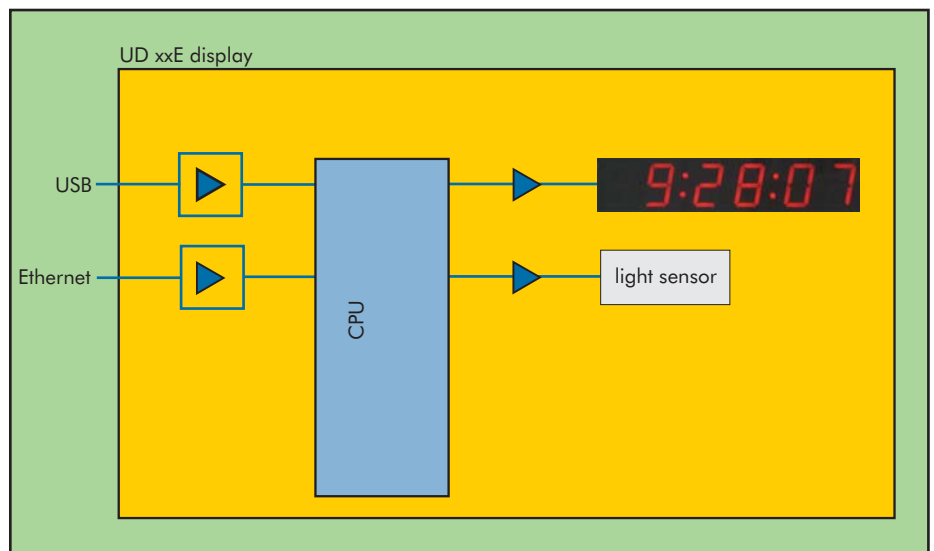 UD xxE display
USB
9:28:07
Ethernet
light sensor
CPU